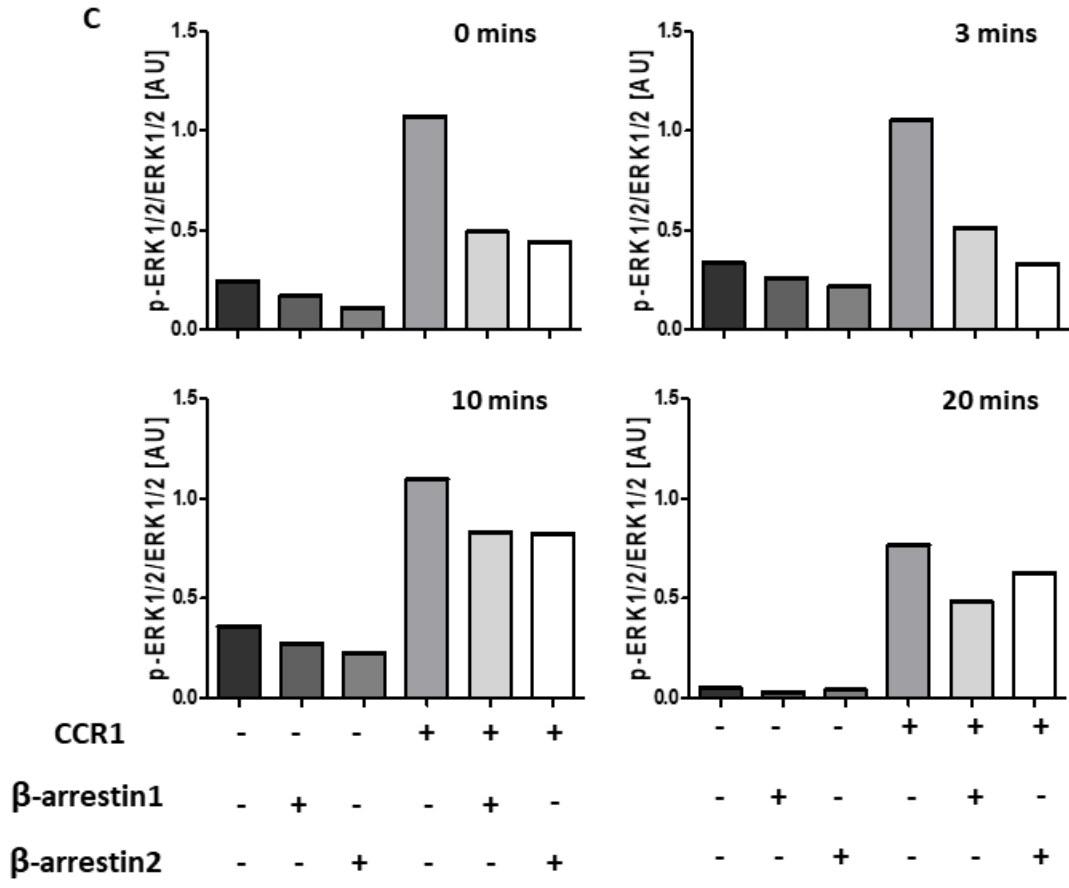 C
0 mins
p-ERK1/2/ERK1/2 [AU]
1.5
1.0
0.5
0.0
3 mins
p-ERK1/2/ERK1/2 [AU]
1.5
1.0
0.5
0.0
10 mins
p-ERK1/2/ERK1/2 [AU]
1.5
1.0
0.5
0.0
20 mins
p-ERK1/2/ERK1/2 [AU]
1.5
1.0
0.5
0.0
CCR1 - - - + + + - - - + + +
β-arrestin1 - + - - + - - + - - + -
β-arrestin2 - - + - - + - - + - - +